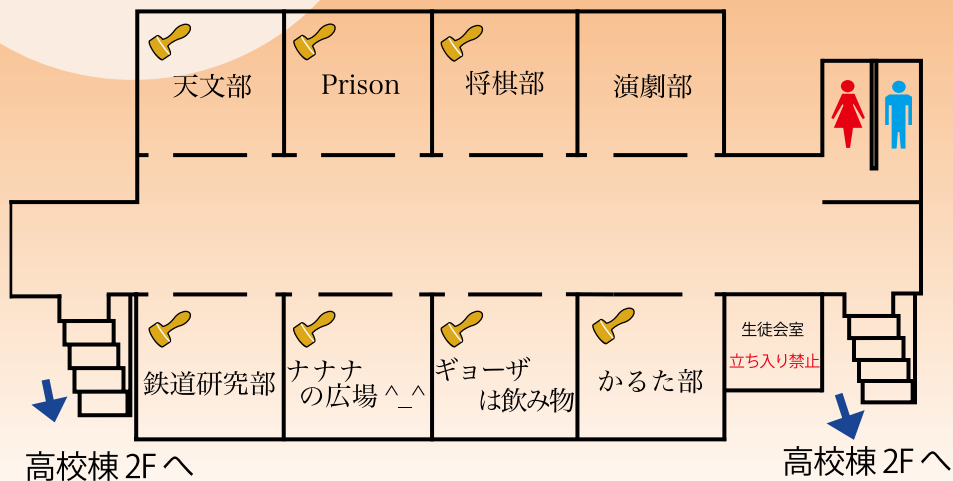 天文部
Prison
将棋部
演劇部
鉄道研究部
ナナナ
の広場^_^
ギョーザ
は飲み物
かるた部
生徒会室
立ち入り禁止
高校棟 2F へ
高校棟 2F へ